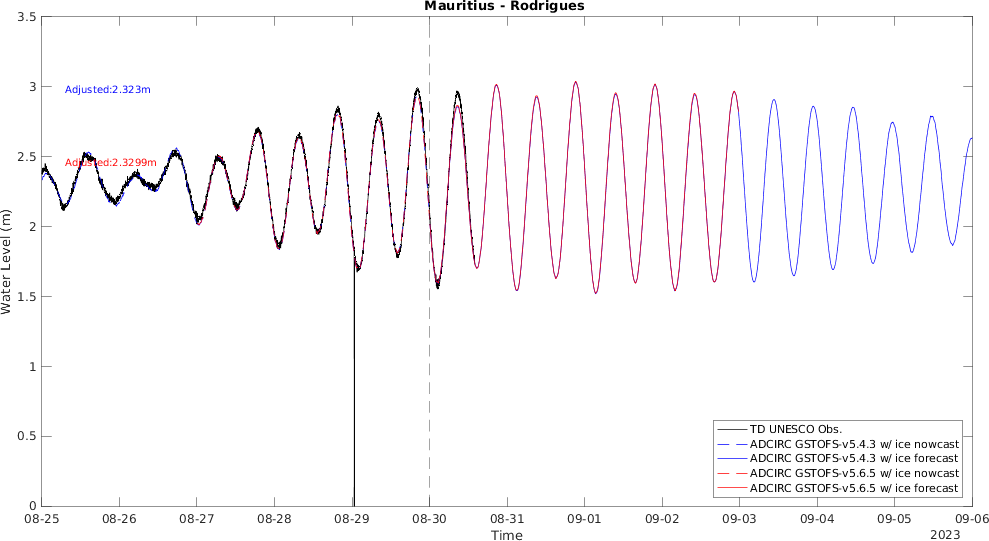 Mauritius - Rodrigues
3.5
3
2.5
2
1.5
1
0.5
0
Water Level (m)
Adjusted:2.323m
Adjusted:2.3299m
TD UNESCO Obs.
ADCIRC GSTOFS-v5.4.3 w/ ice nowcast
ADCIRC GSTOFS-v5.4.3 w/ ice forecast
ADCIRC GSTOFS-v5.6.5 w/ ice nowcast
ADCIRC GSTOFS-v5.6.5 w/ ice forecast
08-25 08-26 08-27 08-28 08-29 08-30 08-31 09-01 09-02 09-03 09-04 09-05 09-06
Time
2023